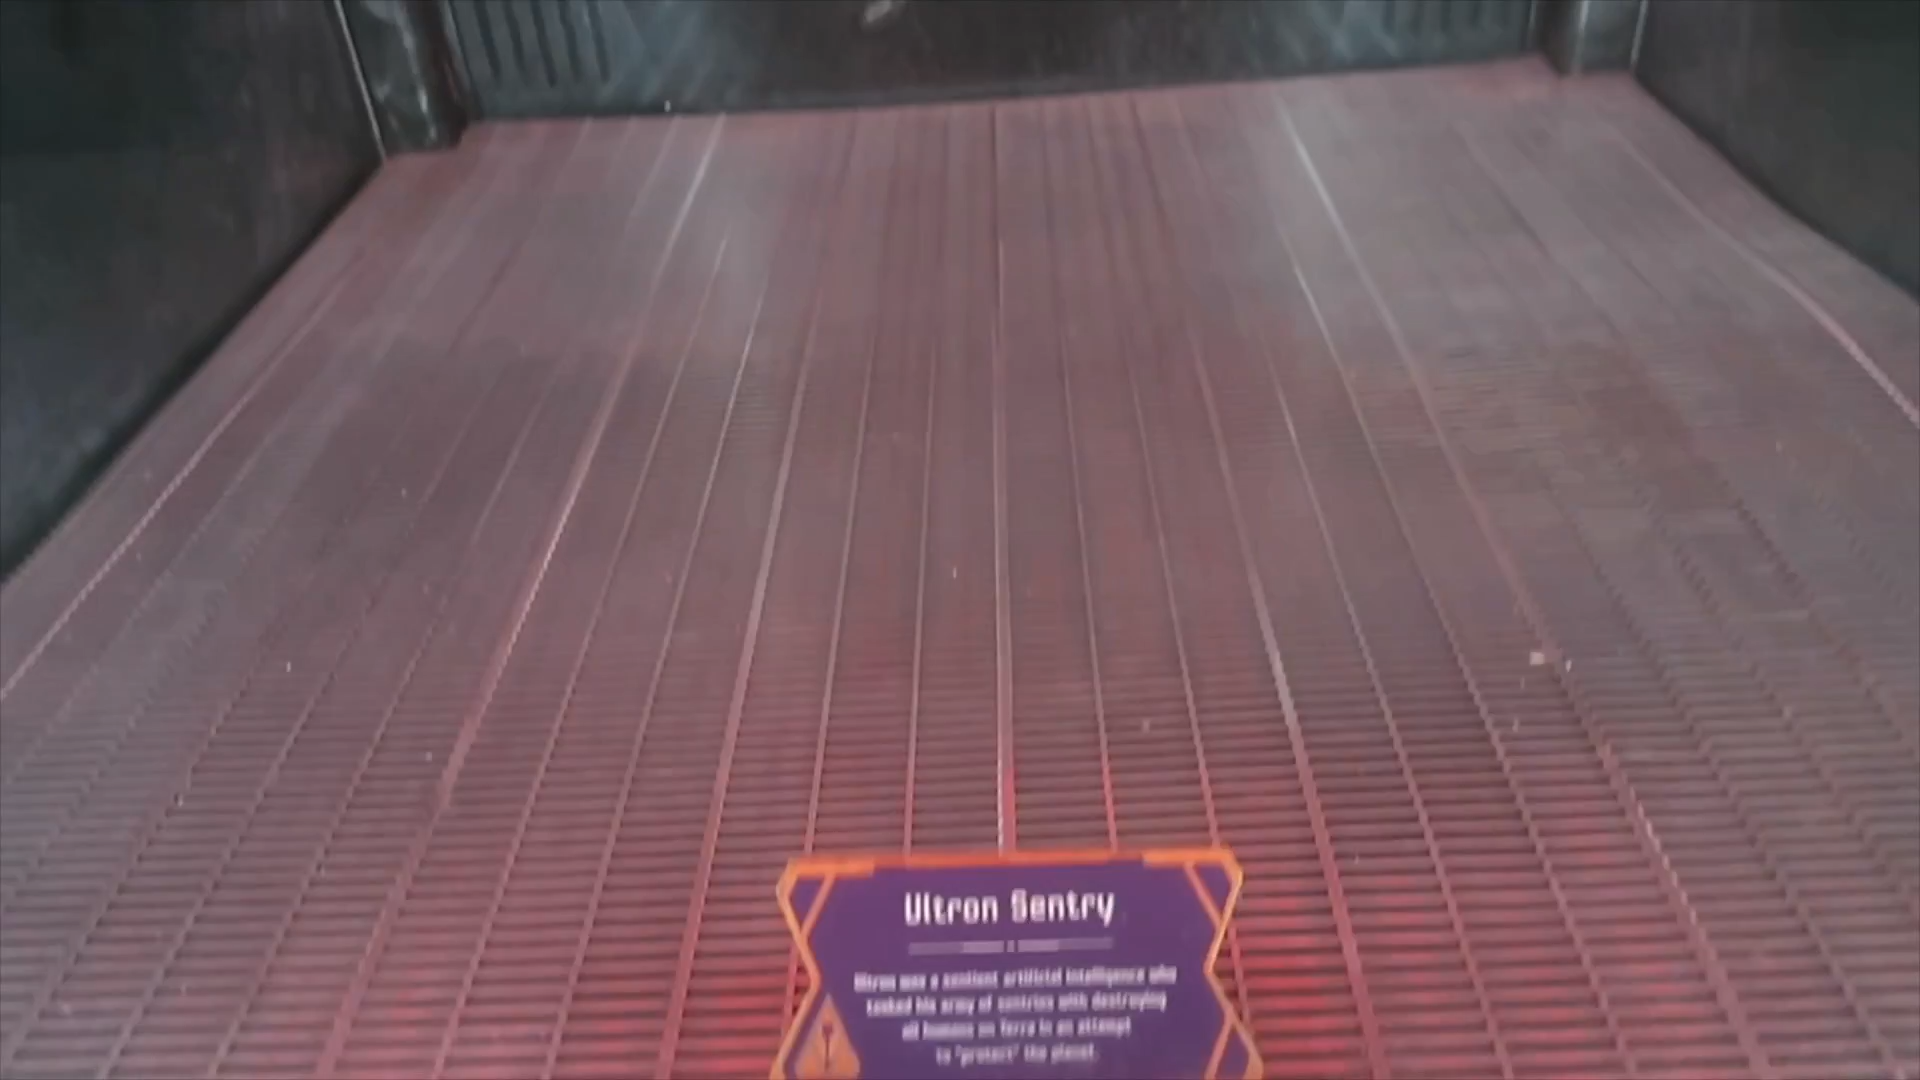 Ultron Sentry
Ultron was a sentient artificial intelligence who
tasked his army of sentries with destroying
all humans on Terra in an attempt
to "protect" the planet.